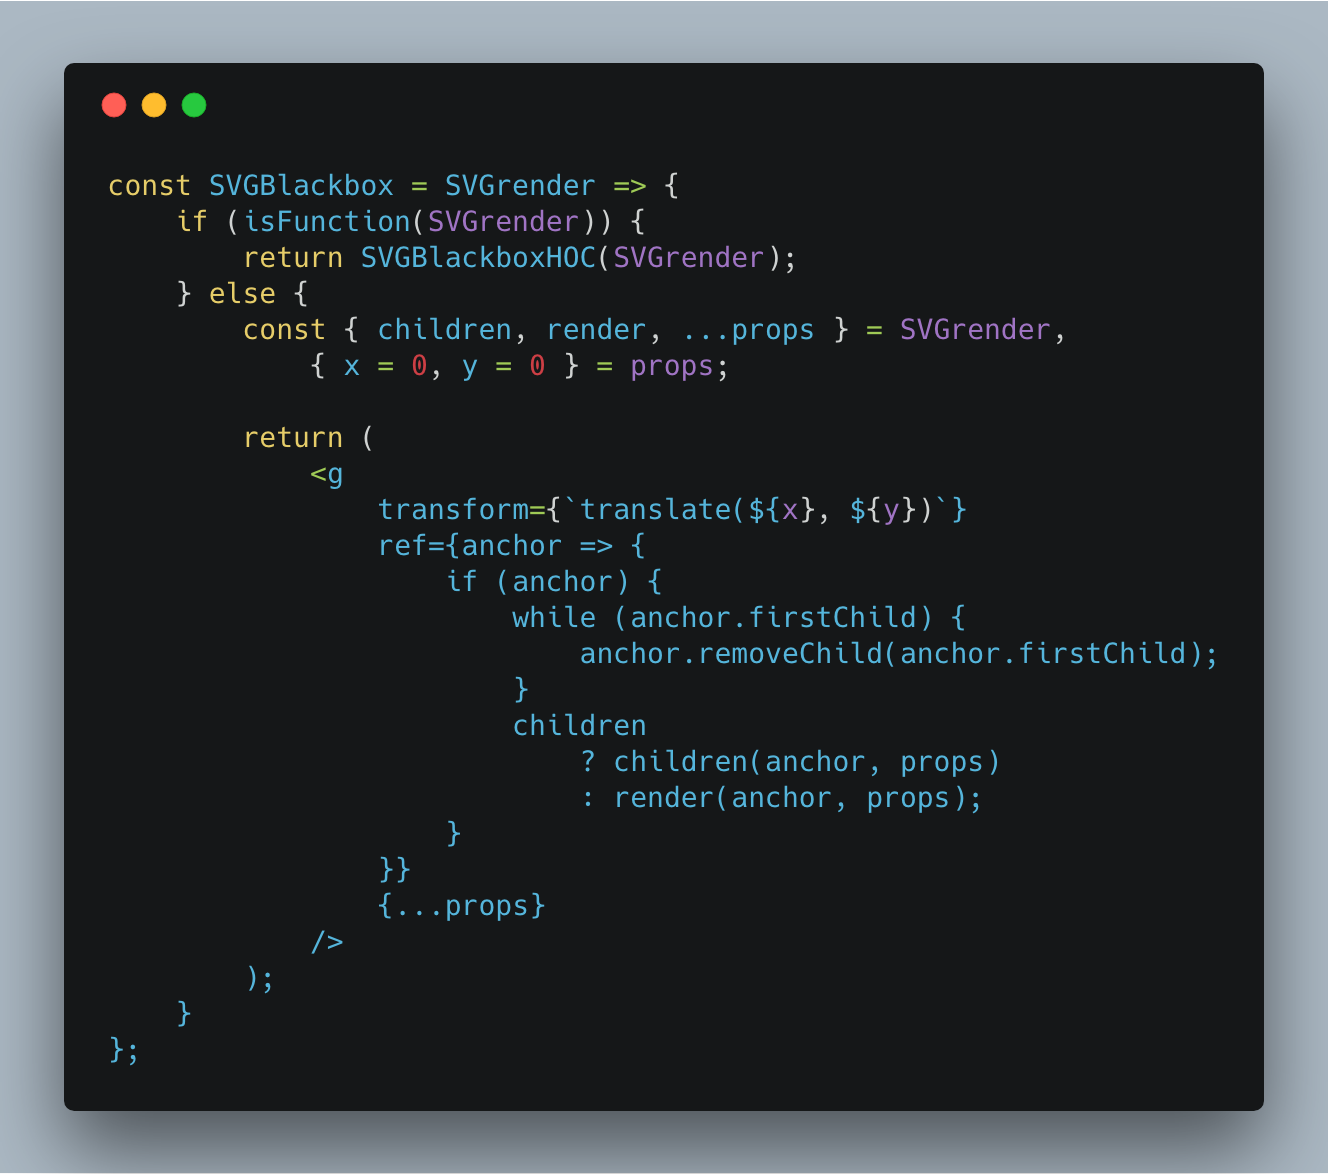 const SVGBlackbox = SVGrender => {
    if (isFunction(SVGrender)) {
        return SVGBlackboxHOC(SVGrender);
    } else {
        const { children, render, ...props } = SVGrender,
            { x = 0, y = 0 } = props;

        return (
            <g
                transform={`translate(${x}, ${y})`}
                ref={anchor => {
                    if (anchor) {
                        while (anchor.firstChild) {
                            anchor.removeChild(anchor.firstChild);
                        }
                        children
                            ? children(anchor, props)
                            : render(anchor, props);
                    }
                }}
                {...props}
            />
        );
    }
};